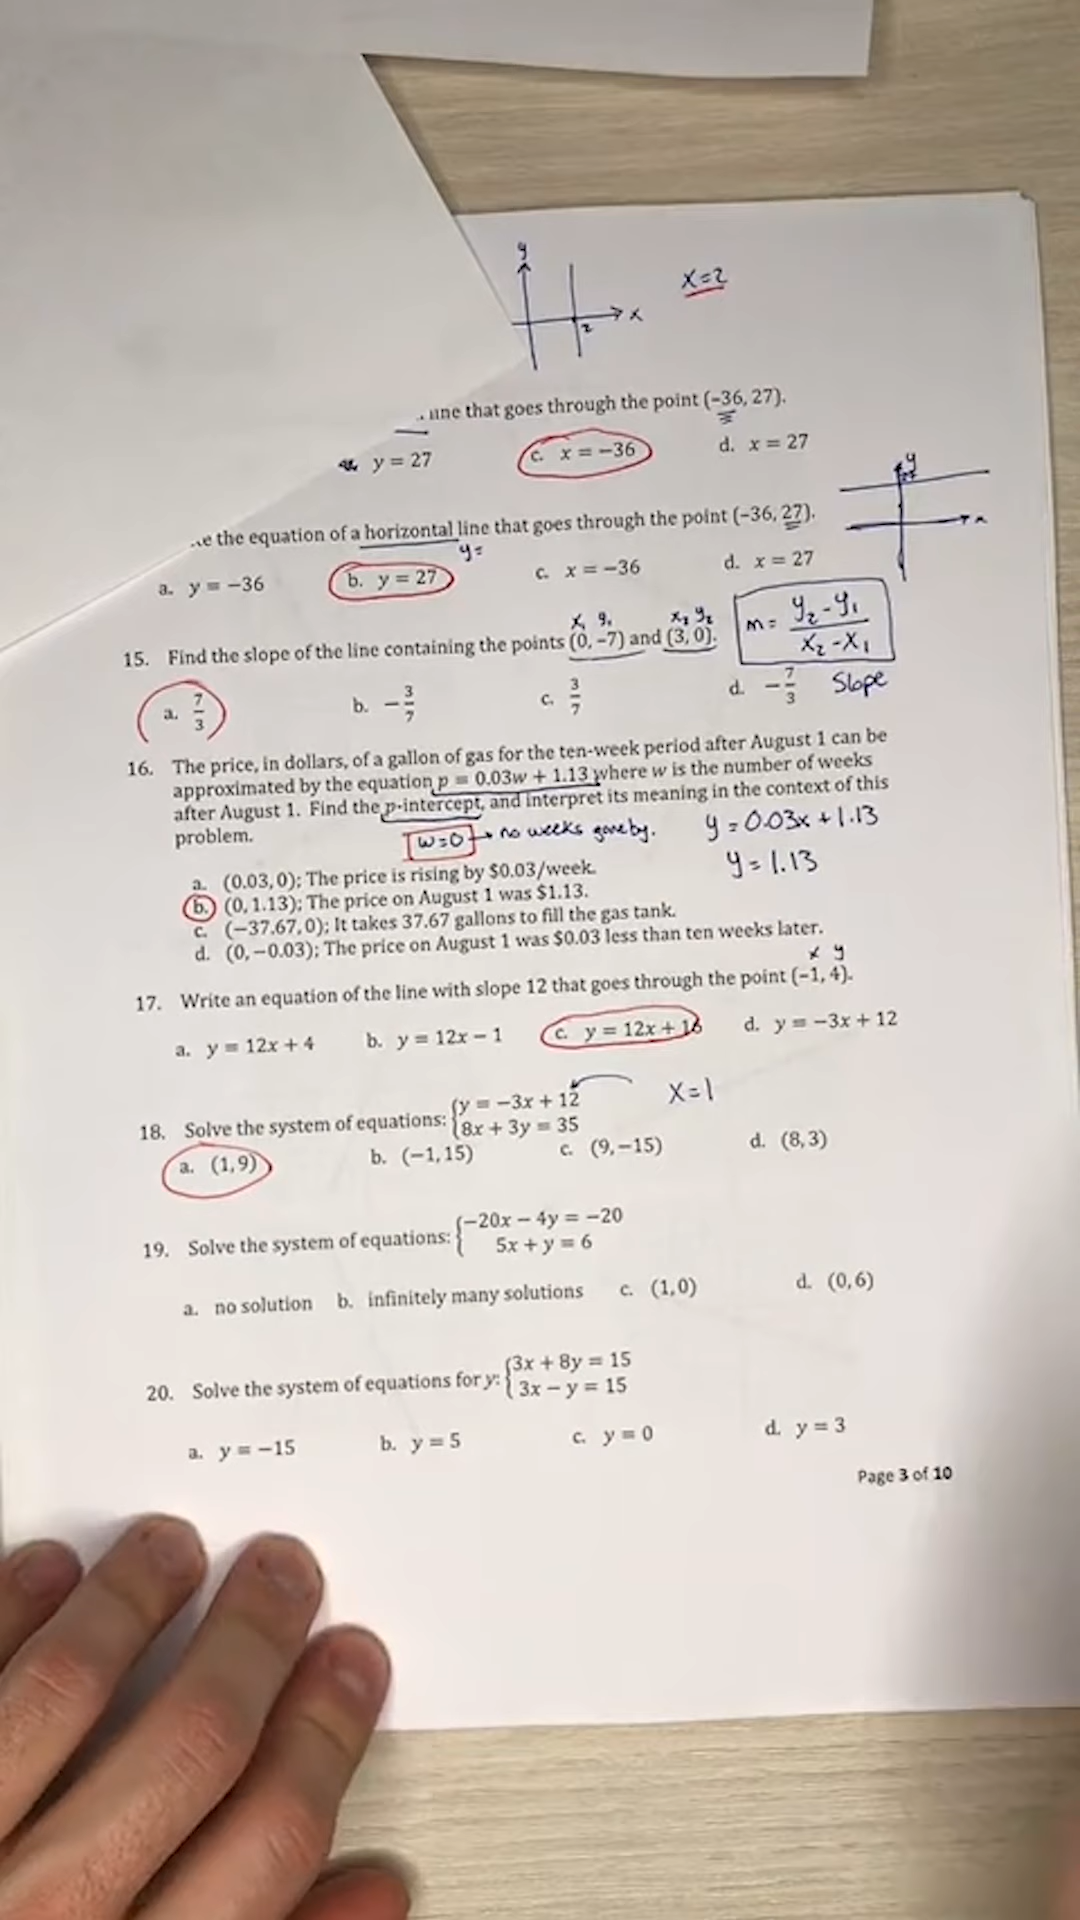 y
x
2
x=2
line that goes through the point (−36, 27).
y = 27
c. x = −36
d. x = 27
y
x
the equation of a horizontal line that goes through the point (−36, 27).
y=
a. y = −36
b. y = 27
c. x = −36
d. x = 27
x₁ y₁ x₂ y₂
m = y₂-y₁ / x₂-x₁
Slope
15. Find the slope of the line containing the points (0, −7) and (3, 0).
a. 7/3
b. −3/7
c. 3/7
d. −7/3
16. The price, in dollars, of a gallon of gas for the ten-week period after August 1 can be
approximated by the equation p = 0.03w + 1.13 where w is the number of weeks
after August 1. Find the p-intercept, and interpret its meaning in the context of this
problem.
w=0 → no weeks gone by.
y = 0.03x + 1.13
y = 1.13
a. (0.03, 0); The price is rising by $0.03/week.
b. (0, 1.13); The price on August 1 was $1.13.
c. (−37.67, 0); It takes 37.67 gallons to fill the gas tank.
d. (0, −0.03); The price on August 1 was $0.03 less than ten weeks later.
x y
17. Write an equation of the line with slope 12 that goes through the point (−1, 4).
a. y = 12x + 4
b. y = 12x − 1
c. y = 12x + 16
d. y = −3x + 12
x=1
18. Solve the system of equations: {y = −3x + 12
8x + 3y = 35
a. (1, 9)
b. (−1, 15)
c. (9, −15)
d. (8, 3)
19. Solve the system of equations: {−20x − 4y = −20
5x + y = 6
a. no solution
b. infinitely many solutions
c. (1, 0)
d. (0, 6)
20. Solve the system of equations for y: {3x + 8y = 15
3x − y = 15
a. y = −15
b. y = 5
c. y = 0
d. y = 3
Page 3 of 10